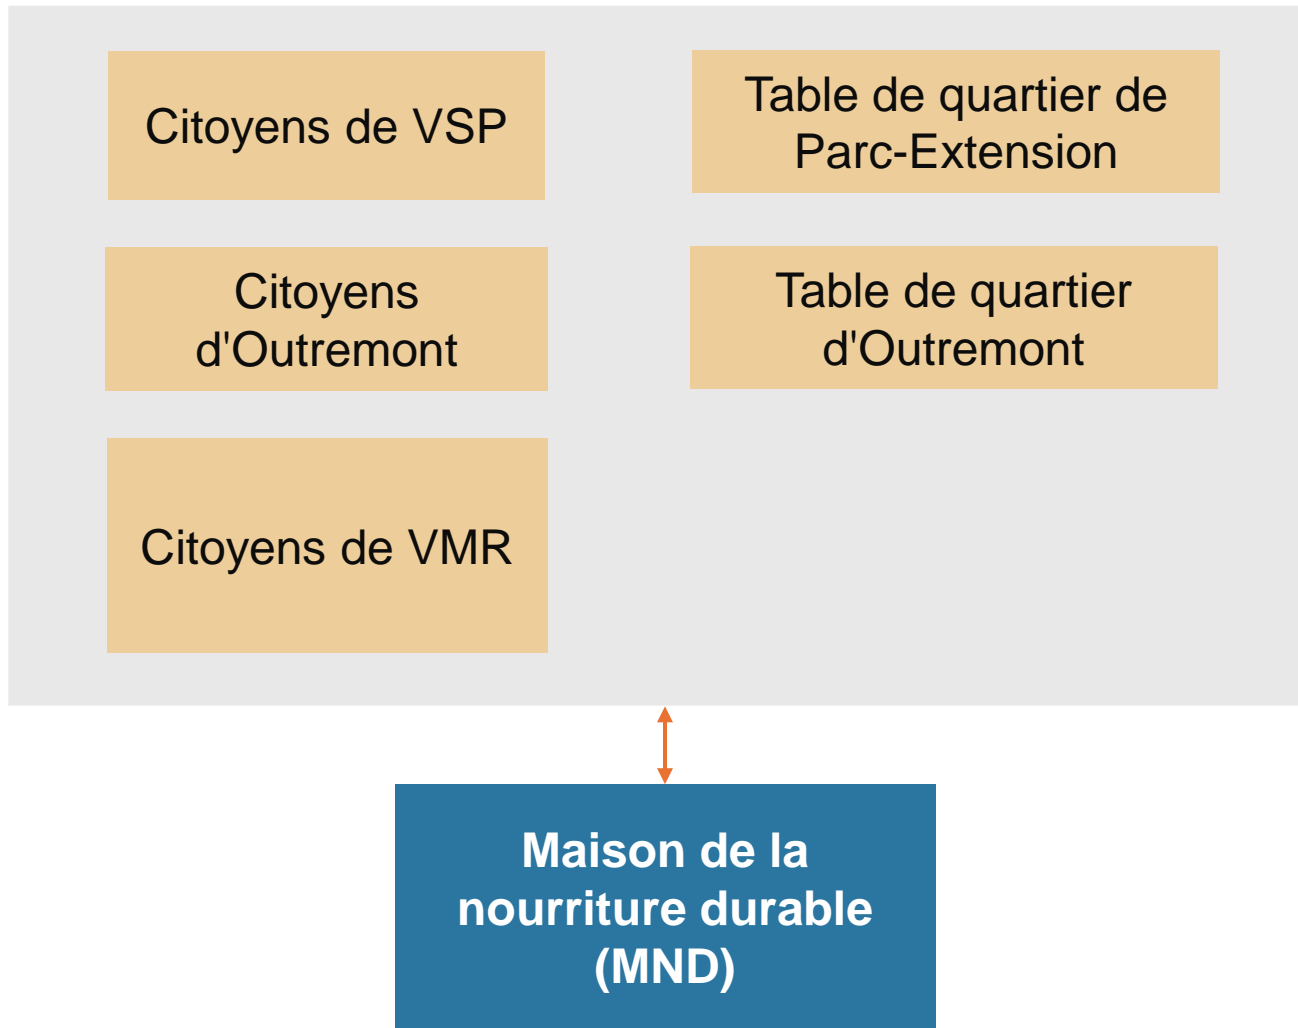 Citoyens de VSP
Table de quartier de
Parc-Extension
Citoyens
d'Outremont
Table de quartier
d'Outremont
Citoyens de VMR
Maison de la
nourriture durable
(MND)